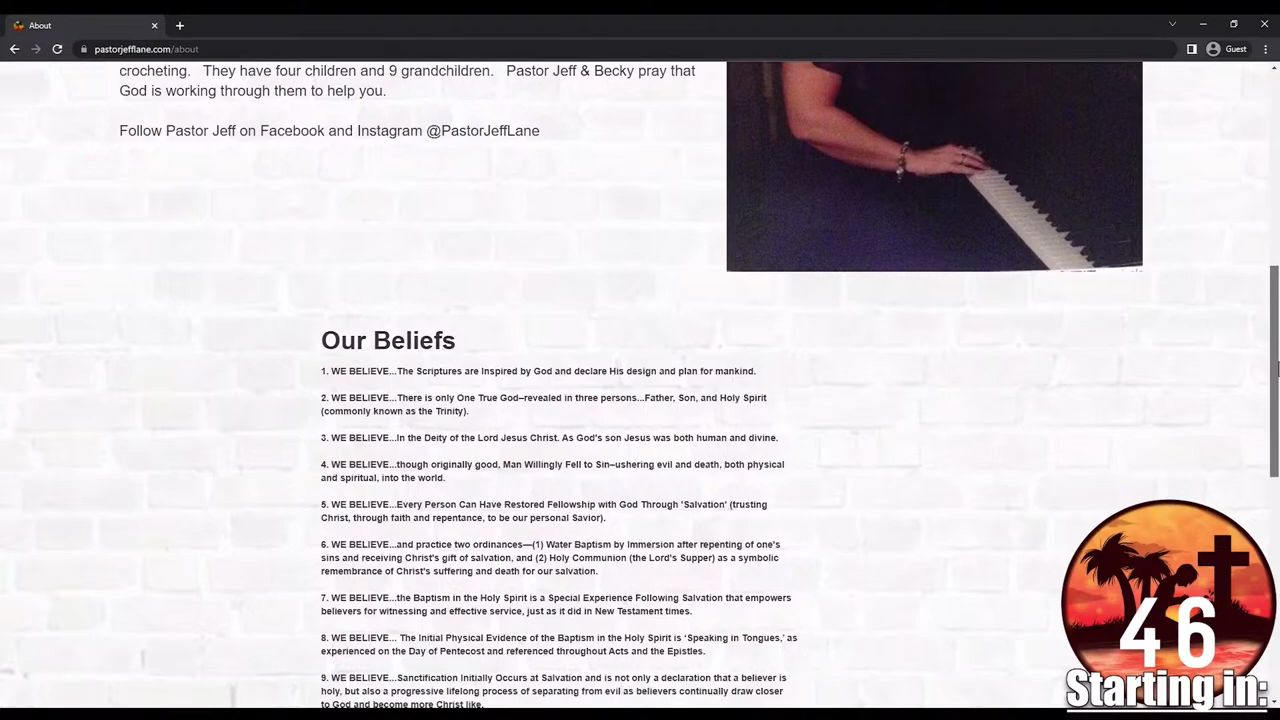 About
pastorjefflane.com/about
Guest
crocheting. They have four children and 9 grandchildren. Pastor Jeff & Becky pray that
God is working through them to help you.
Follow Pastor Jeff on Facebook and Instagram @PastorJeffLane
Our Beliefs
1. WE BELIEVE...The Scriptures are Inspired by God and declare His design and plan for mankind.
2. WE BELIEVE...There is only One True God–revealed in three persons...Father, Son, and Holy Spirit
(commonly known as the Trinity).
3. WE BELIEVE...In the Deity of the Lord Jesus Christ. As God's son Jesus was both human and divine.
4. WE BELIEVE...though originally good, Man Willingly Fell to Sin–ushering evil and death, both physical
and spiritual, into the world.
5. WE BELIEVE...Every Person Can Have Restored Fellowship with God Through 'Salvation' (trusting
Christ, through faith and repentance, to be our personal Savior).
6. WE BELIEVE...and practice two ordinances—(1) Water Baptism by Immersion after repenting of one's
sins and receiving Christ's gift of salvation, and (2) Holy Communion (the Lord's Supper) as a symbolic
remembrance of Christ's suffering and death for our salvation.
7. WE BELIEVE...the Baptism in the Holy Spirit is a Special Experience Following Salvation that empowers
believers for witnessing and effective service, just as it did in New Testament times.
8. WE BELIEVE... The Initial Physical Evidence of the Baptism in the Holy Spirit is ‘Speaking in Tongues,’ as
experienced on the Day of Pentecost and referenced throughout Acts and the Epistles.
9. WE BELIEVE...Sanctification Initially Occurs at Salvation and is not only a declaration that a believer is
holy, but also a progressive lifelong process of separating from evil as believers continually draw closer
to God and become more Christ like.
46
Starting in: